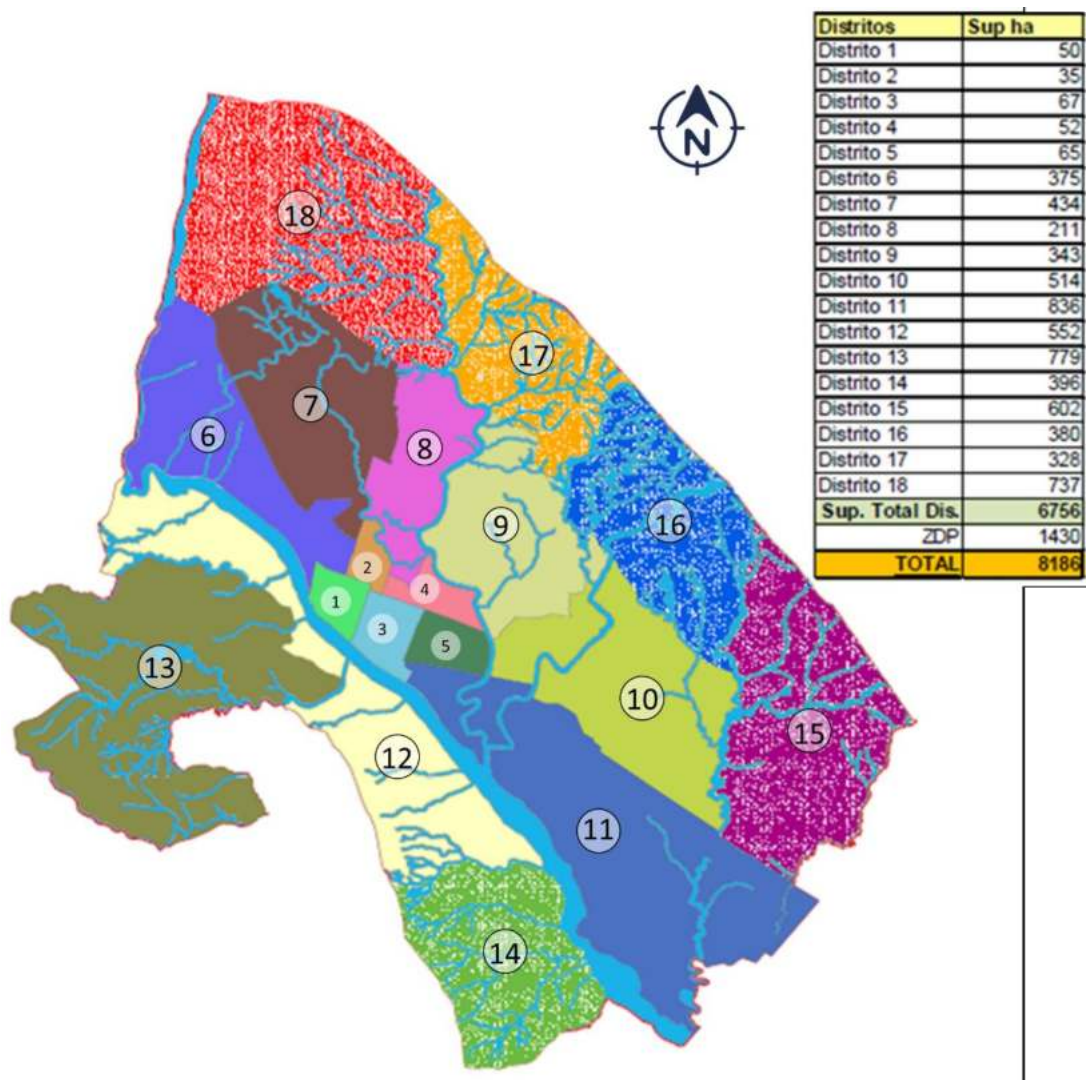 Distritos Sup ha
Distrito 1 50
Distrito 2 35
Distrito 3 67
Distrito 4 52
Distrito 5 65
Distrito 6 375
Distrito 7 434
Distrito 8 211
Distrito 9 343
Distrito 10 514
Distrito 11 836
Distrito 12 552
Distrito 13 779
Distrito 14 396
Distrito 15 602
Distrito 16 380
Distrito 17 328
Distrito 18 737
Sup. Total Dis. 6756
ZDP 1430
TOTAL 8186
N
18
17
7
6
8
9
16
2
4
1
3
5
13
10
15
12
11
14